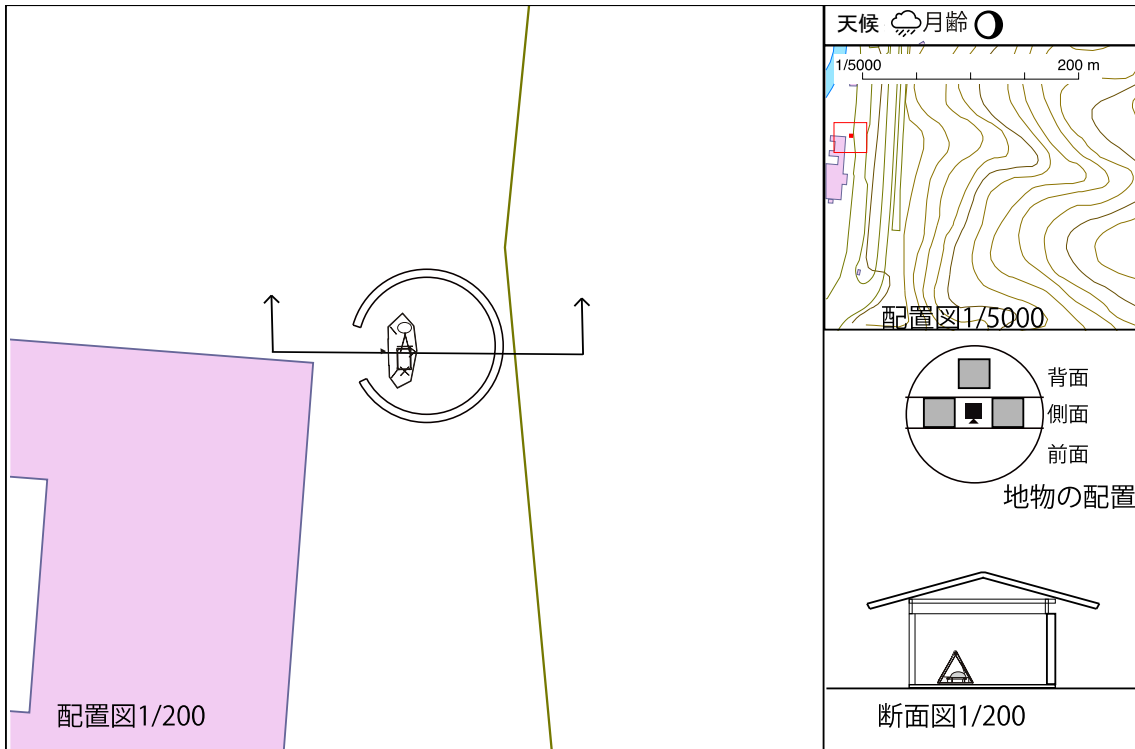 天候 月齢
1/5000 200 m
配置図1/5000
背面
側面
前面
地物の配置
配置図1/200
断面図1/200